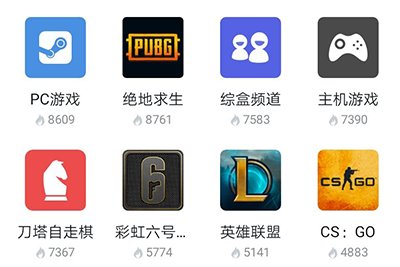 PUBG
PC游戏
绝地求生
综盒频道
主机游戏
8609
8761
7583
7390
6
L
CS GO
刀塔自走棋
彩虹六号...
英雄联盟
CS：GO
7367
5774
5141
4883